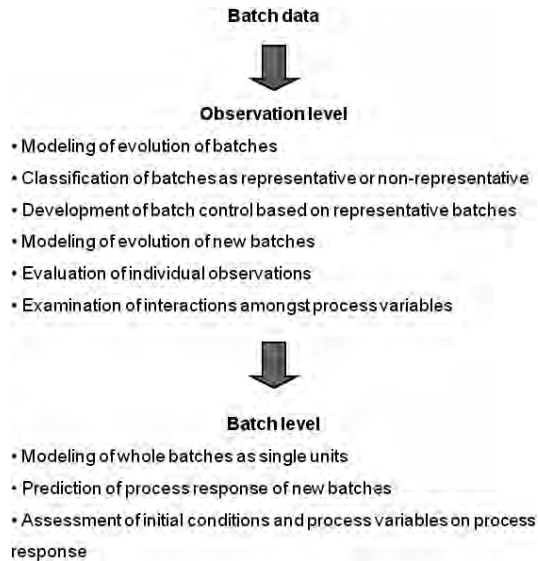 Batch data
Observation level
• Modeling of evolution of batches
• Classification of batches as representative or non-representative
• Development of batch control based on representative batches
• Modeling of evolution of new batches
• Evaluation of individual observations
• Examination of interactions amongst process variables
Batch level
• Modeling of whole batches as single units
• Prediction of process response of new batches
• Assessment of initial conditions and process variables on process
response